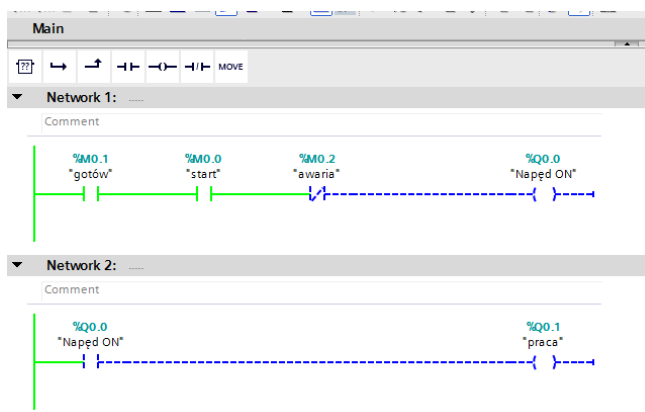 Main
??
MOVE
Network 1: .....
Comment
%M0.1 %M0.0 %M0.2 %Q0.0
"gotów" "start" "awaria" "Napęd ON"
Network 2: .....
Comment
%Q0.0 %Q0.1
"Napęd ON" "praca"